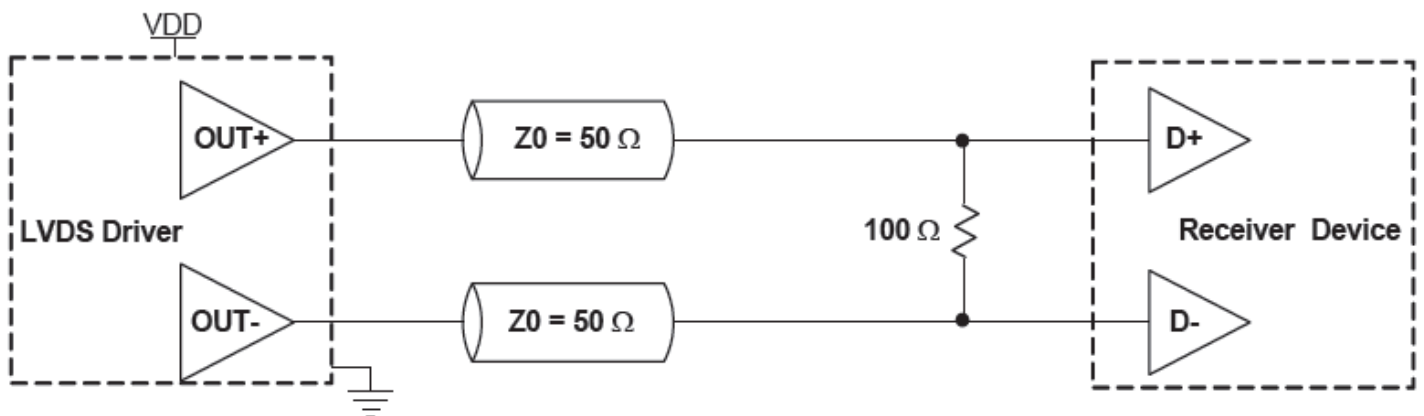 VDD
OUT+
Z0 = 50 Ω
D+
LVDS Driver
100 Ω
Receiver Device
OUT-
Z0 = 50 Ω
D-